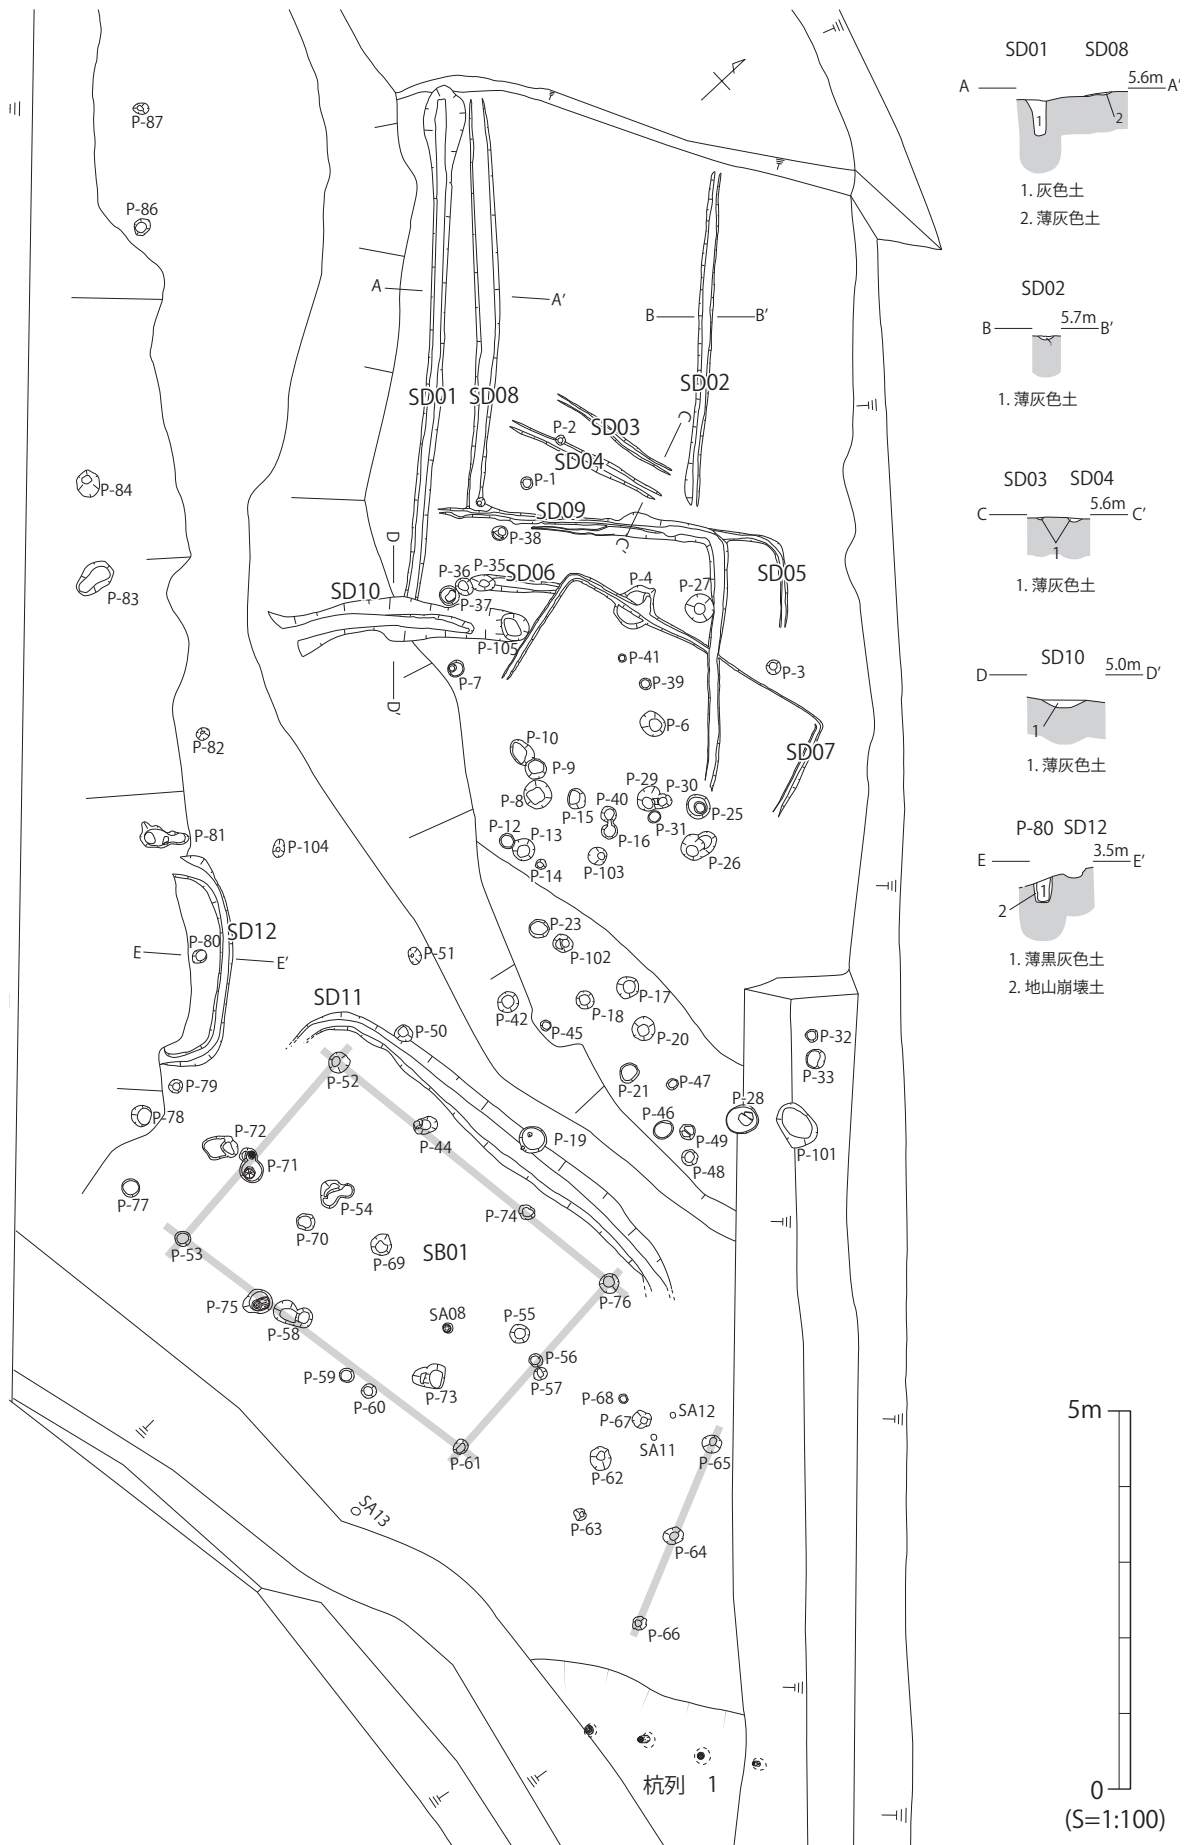 SD01 SD08
A 5.6m A'
1
2
1. 灰色土
2. 薄灰色土
SD02
B 5.7m B'
1. 薄灰色土
SD03 SD04
C 5.6m C'
1
1. 薄灰色土
SD10
D 5.0m D'
1
1. 薄灰色土
P-80 SD12
E 3.5m E'
1
2
1. 薄黒灰色土
2. 地山崩壊土
P-87
P-86
A A'
B B'
SD01 SD08 SD02
C
SD03
P-2
SD04
P-84
P-1
SD09
P-38
D
C'
P-36 P-35 SD06
P-4 P-27 SD05
P-83
SD10
P-37
P-105
P-41
P-7
P-39
P-3
D'
P-6
P-82
P-10
P-9
SD07
P-8
P-15
P-40
P-29 P-30
P-25
P-81
P-104
P-12
P-13
P-16
P-31
P-26
P-14
P-103
SD12
P-80
E E'
P-23
P-51
P-102
P-17
SD11
P-42
P-18
P-50
P-45
P-20
P-32
P-33
P-52
P-79
P-21
P-47
P-78
P-28
P-44
P-19
P-46
P-49
P-101
P-72
P-71
P-48
P-77
P-54
P-74
P-70
P-53
P-69
SB01
P-76
P-75
P-58
SA08
P-55
P-56
P-59
P-60
P-73
P-57
P-68
P-67
SA12
SA11
P-65
P-61
P-62
SA13
P-63
P-64
P-66
杭列 1
5m
0
(S=1:100)